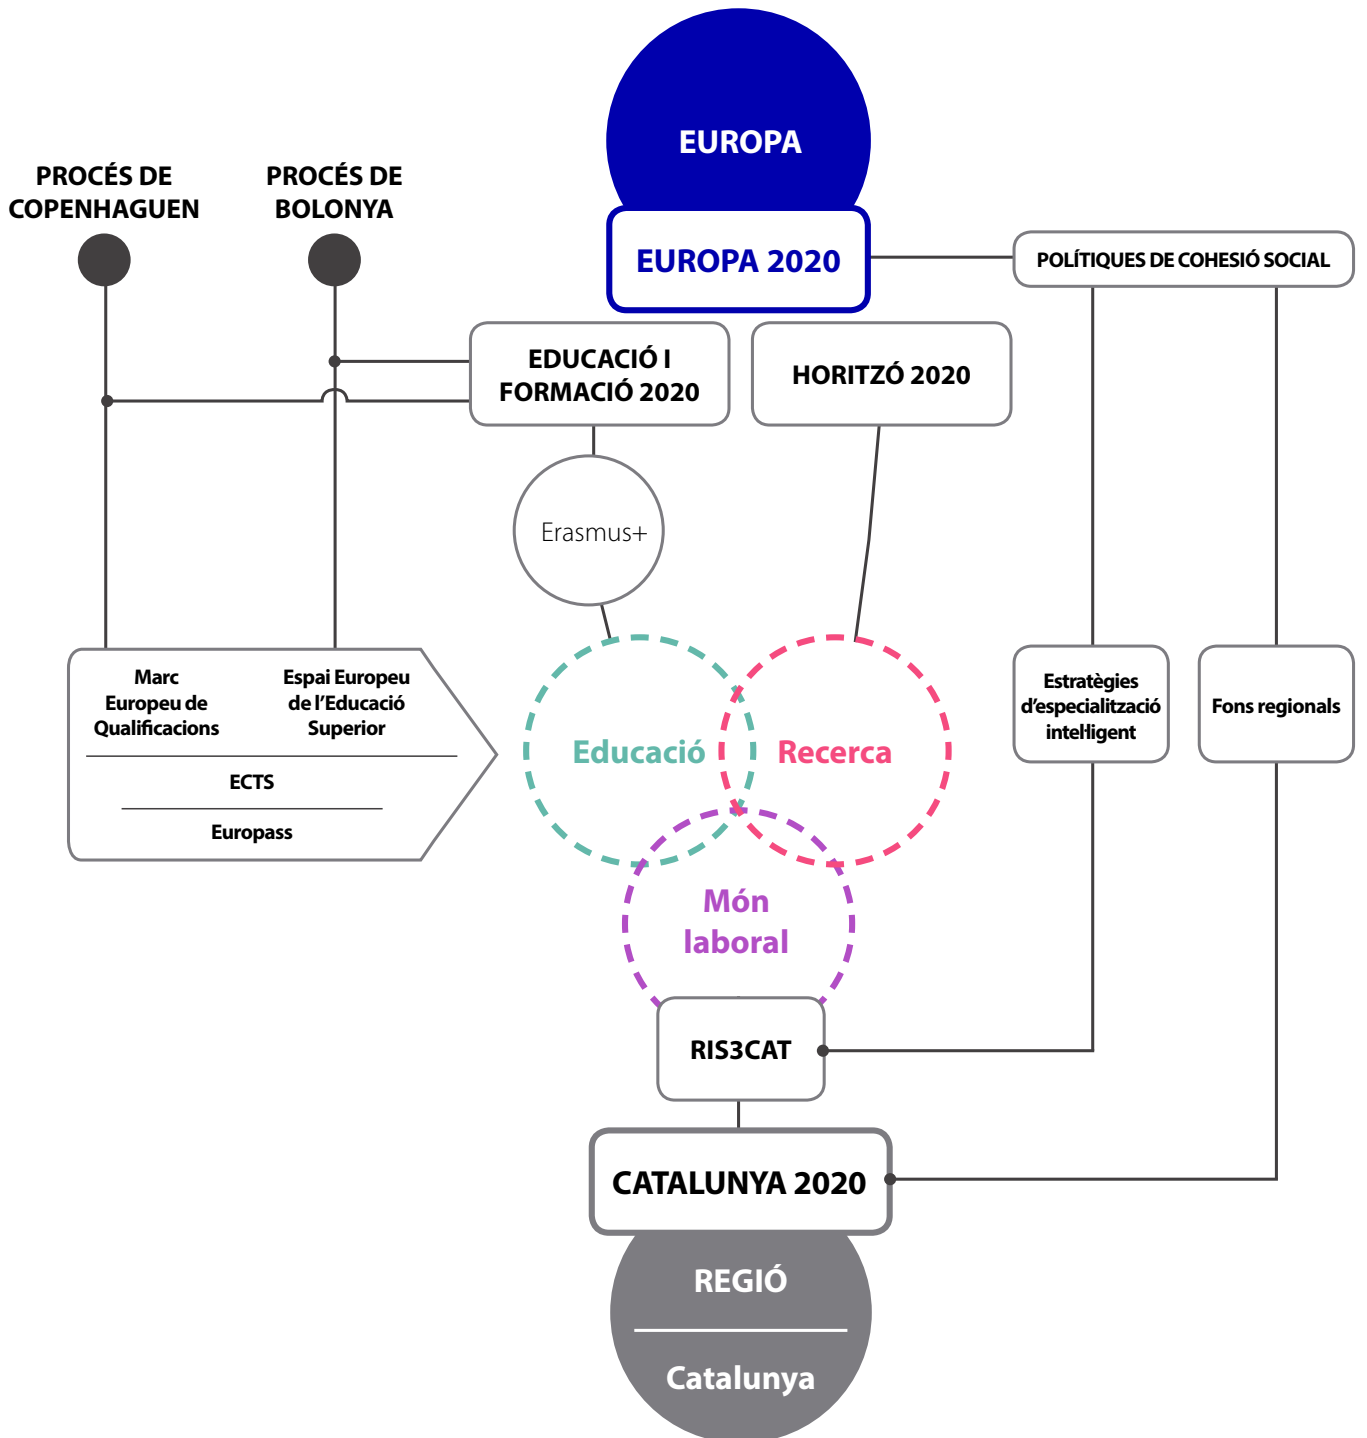 EUROPA
EUROPA 2020
PROCÉS DE
COPENHAGUEN
PROCÉS DE
BOLONYA
POLÍTIQUES DE COHESIÓ SOCIAL
EDUCACIÓ I
FORMACIÓ 2020
HORITZÓ 2020
Erasmus+
Marc
Europeu de
Qualificacions
Espai Europeu
de l’Educació
Superior
ECTS
Europass
Educació
Recerca
Món
laboral
Estratègies
d’especialització
intel·ligent
Fons regionals
RIS3CAT
CATALUNYA 2020
REGIÓ
Catalunya